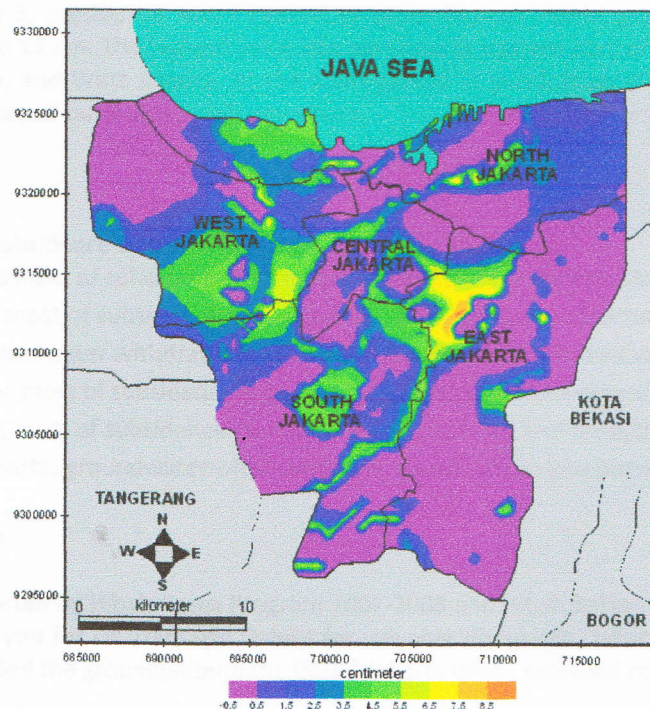 9330000
JAVA SEA
9325000
NORTH
JAKARTA
9320000
WEST
JAKARTA
CENTRAL
JAKARTA
9315000
EAST
JAKARTA
9310000
SOUTH
JAKARTA
KOTA
BEKASI
9305000
TANGERANG
9300000
N
W E
S
9295000
kilometer
0 10
BOGOR
685000 690000 695000 700000 705000 710000 715000
centimeter
-0.5 0.5 1.5 2.5 3.5 4.5 5.5 6.5 7.5 8.5